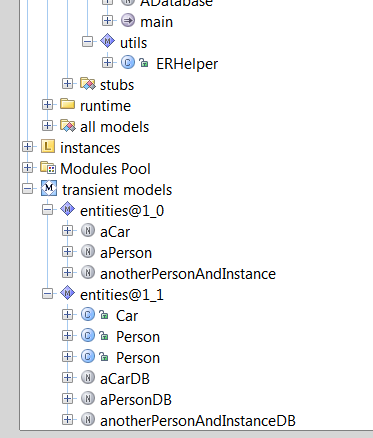 ADatabase
main
utils
ERHelper
stubs
runtime
all models
instances
Modules Pool
transient models
entities@1_0
aCar
aPerson
anotherPersonAndInstance
entities@1_1
Car
Person
Person
aCarDB
aPersonDB
anotherPersonAndInstanceDB